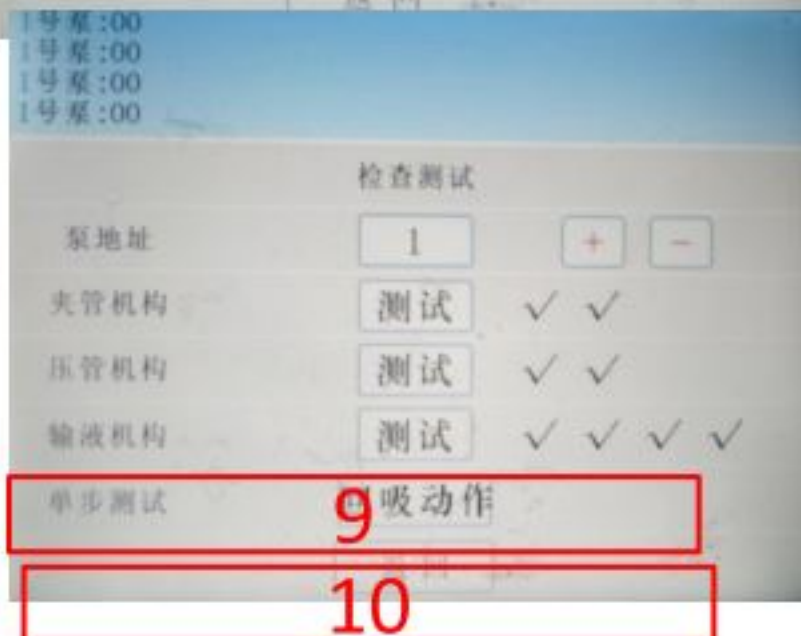 1号泵:00
1号泵:00
1号泵:00
1号泵:00
检查测试
泵地址 1 + -
夹管机构 测试 √ √
压管机构 测试 √ √
输液机构 测试 √ √ √ √
单步测试 吸动作
9
返回
10